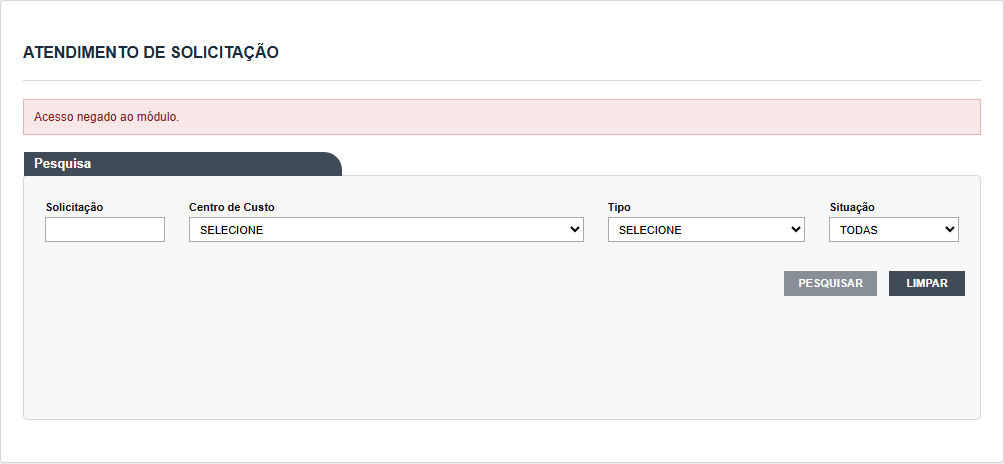 ATENDIMENTO DE SOLICITAÇÃO
Acesso negado ao módulo.
Pesquisa
Solicitação Centro de Custo Tipo Situação
SELECIONE SELECIONE TODAS
PESQUISAR LIMPAR